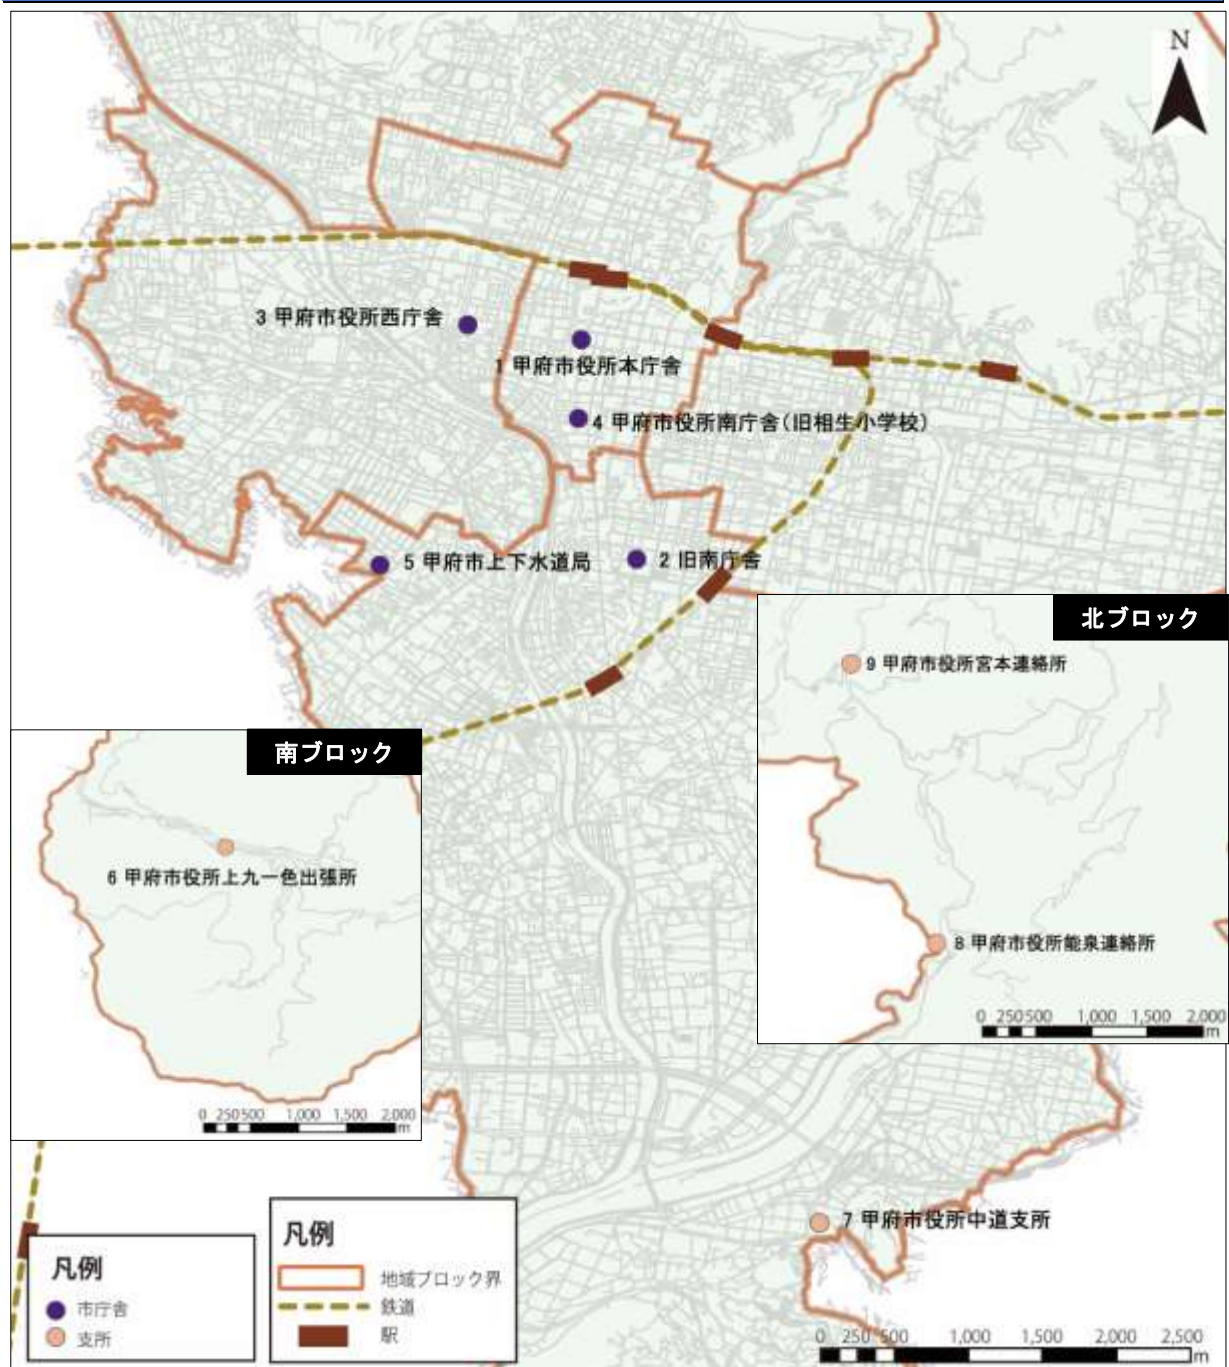 N
3 甲府市役所西庁舎
1 甲府市役所本庁舎
4 甲府市役所南庁舎(旧相生小学校)
5 甲府市上下水道局
2 旧南庁舎
北ブロック
9 甲府市役所宮本連絡所
8 甲府市役所能泉連絡所
0 250 500 1,000 1,500 2,000
m
南ブロック
6 甲府市役所上九一色出張所
0 250 500 1,000 1,500 2,000
m
7 甲府市役所中道支所
凡例
市庁舎
支所
凡例
地域ブロック界
鉄道
駅
0 250 500 1,000 1,500 2,000 2,500
m